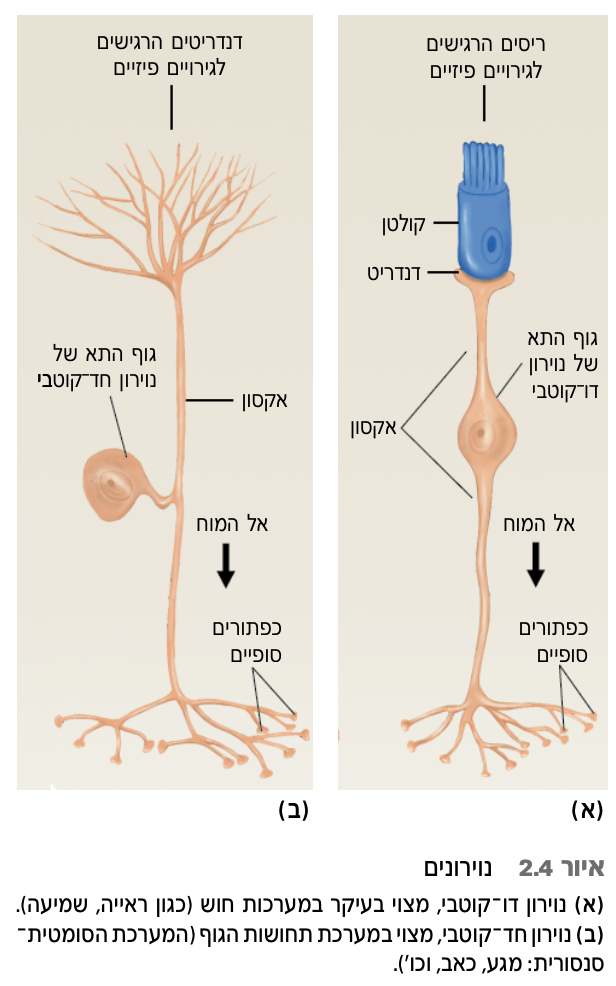 ריסים הרגישים
לגירויים פיזיים
קולטן
דנדריט
גוף התא
של נוירון
דו־קוטבי
אקסון
אל המוח
כפתורים
סופיים
(א)
דנדריטים הרגישים
לגירויים פיזיים
גוף התא של
נוירון חד־קוטבי
אקסון
אל המוח
כפתורים
סופיים
(ב)
איור 2.4 נוירונים
(א) נוירון דו־קוטבי, מצוי בעיקר במערכות חוש (כגון ראייה, שמיעה).
(ב) נוירון חד־קוטבי, מצוי במערכת תחושות הגוף (המערכת הסומטית־
סנסורית: מגע, כאב, וכו').